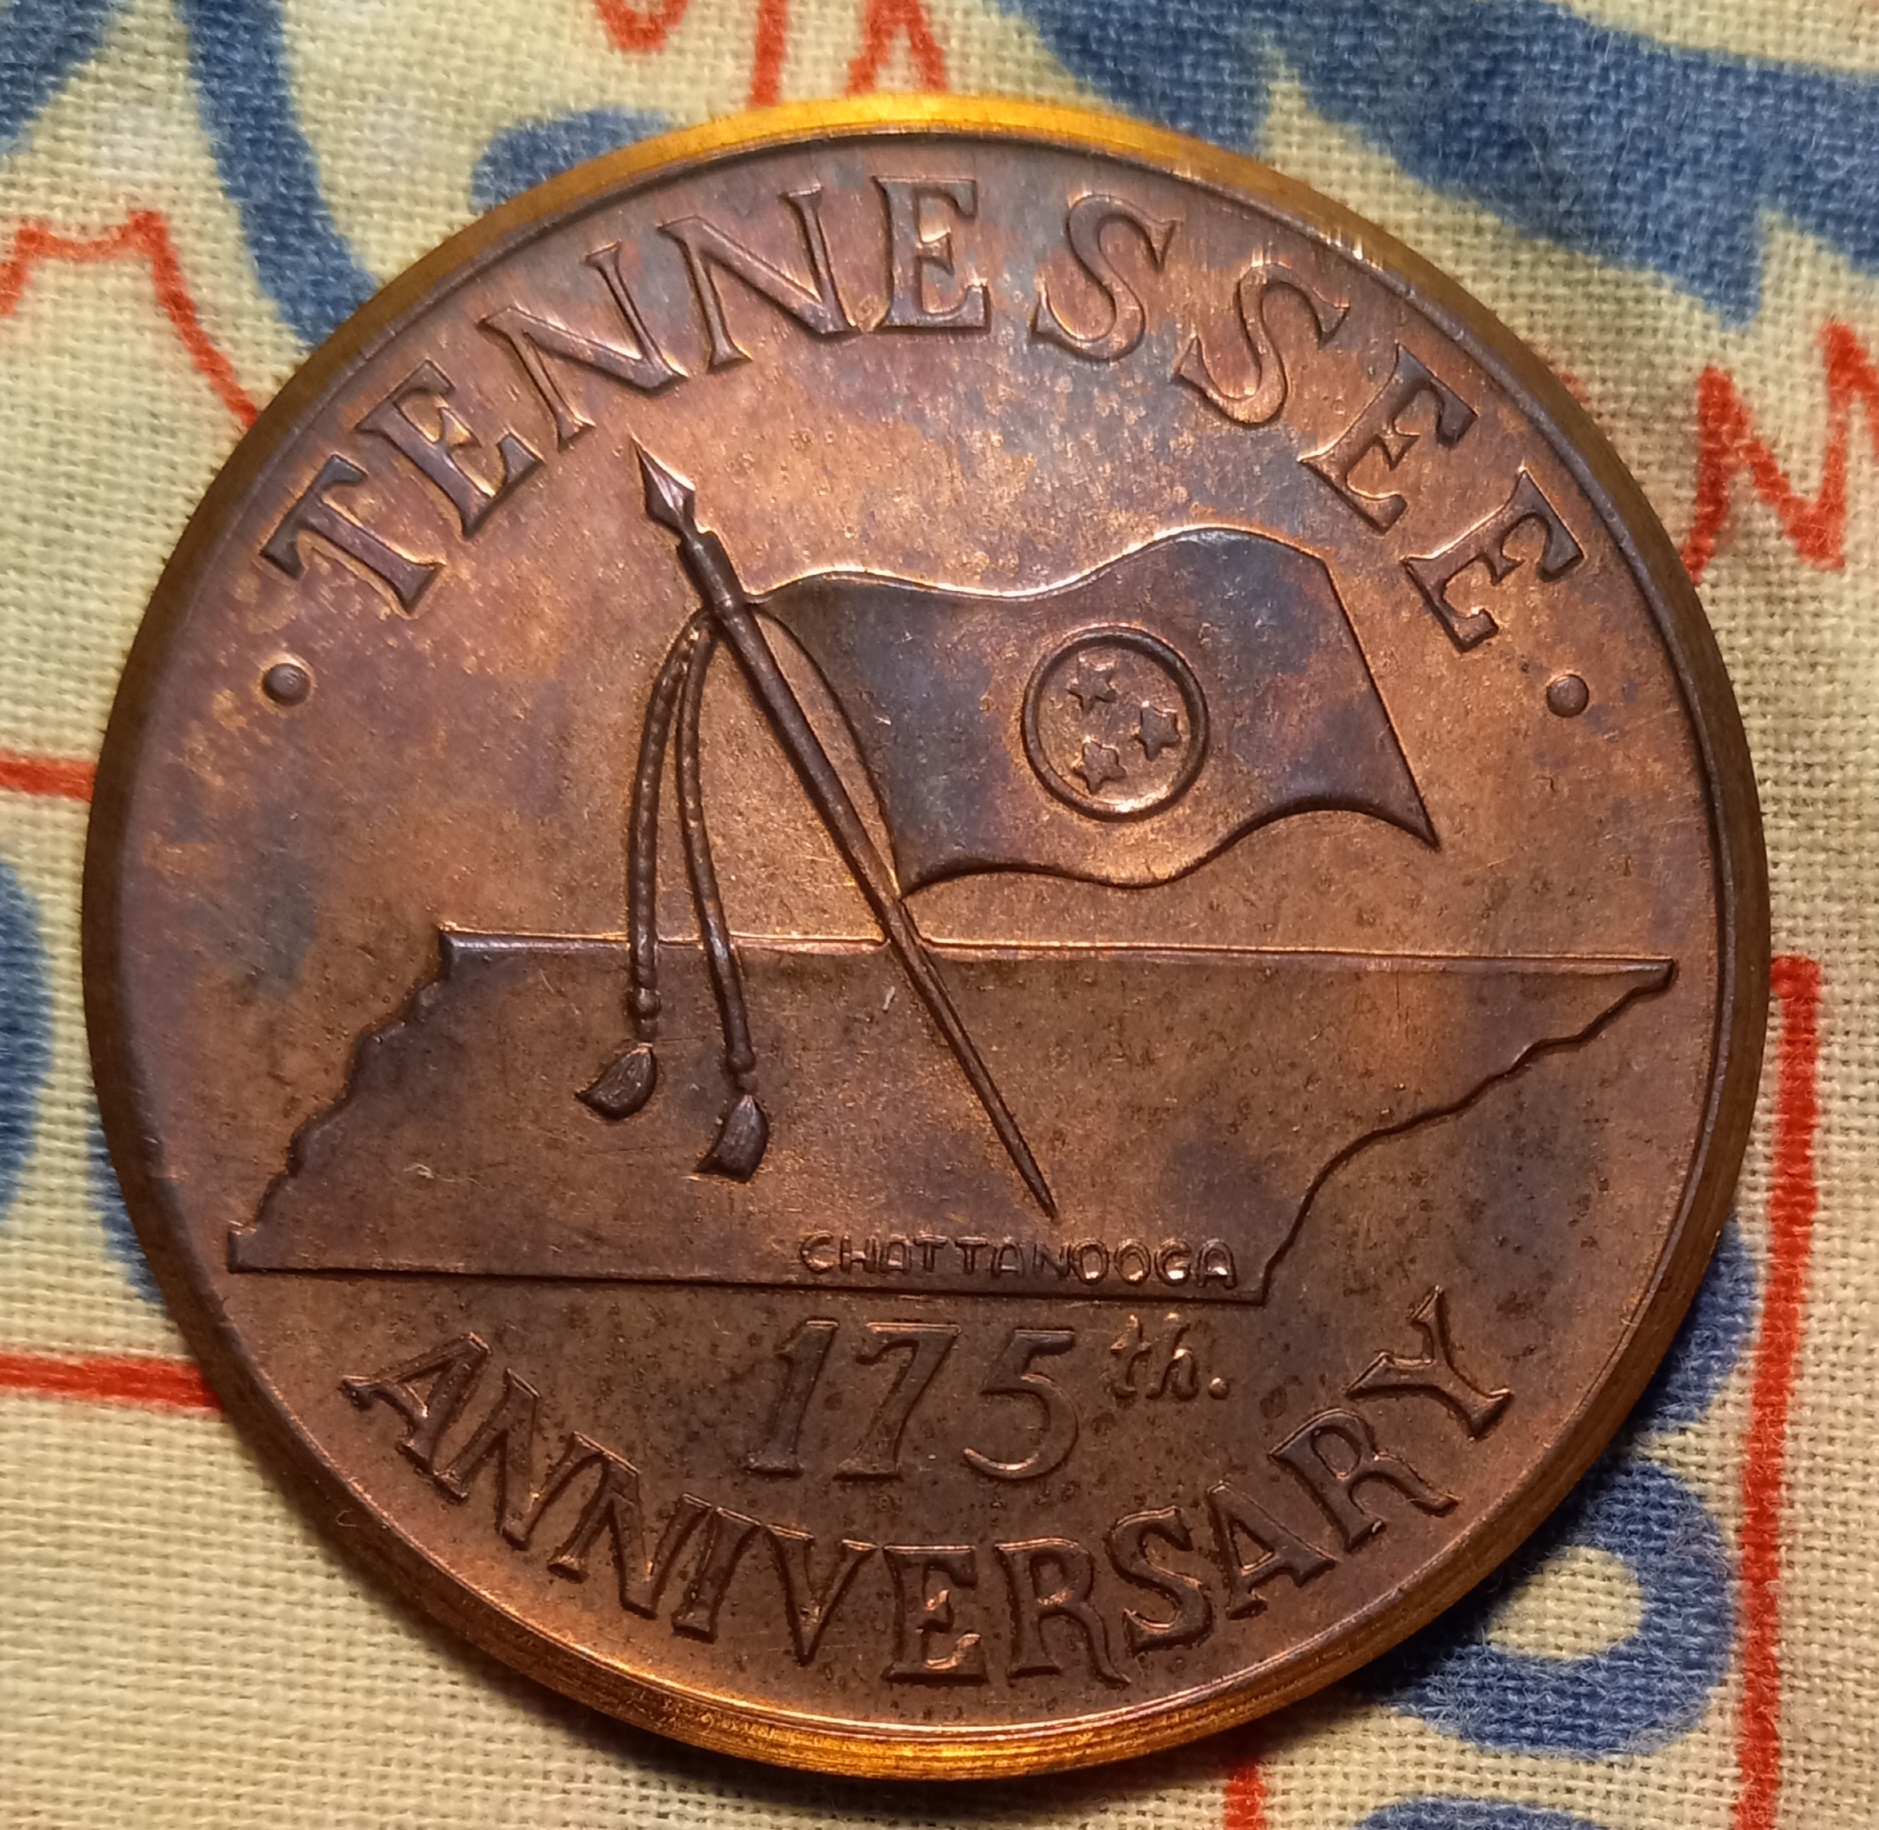 • TENNESSEE •
CHATTANOOGA
175th.
ANNIVERSARY